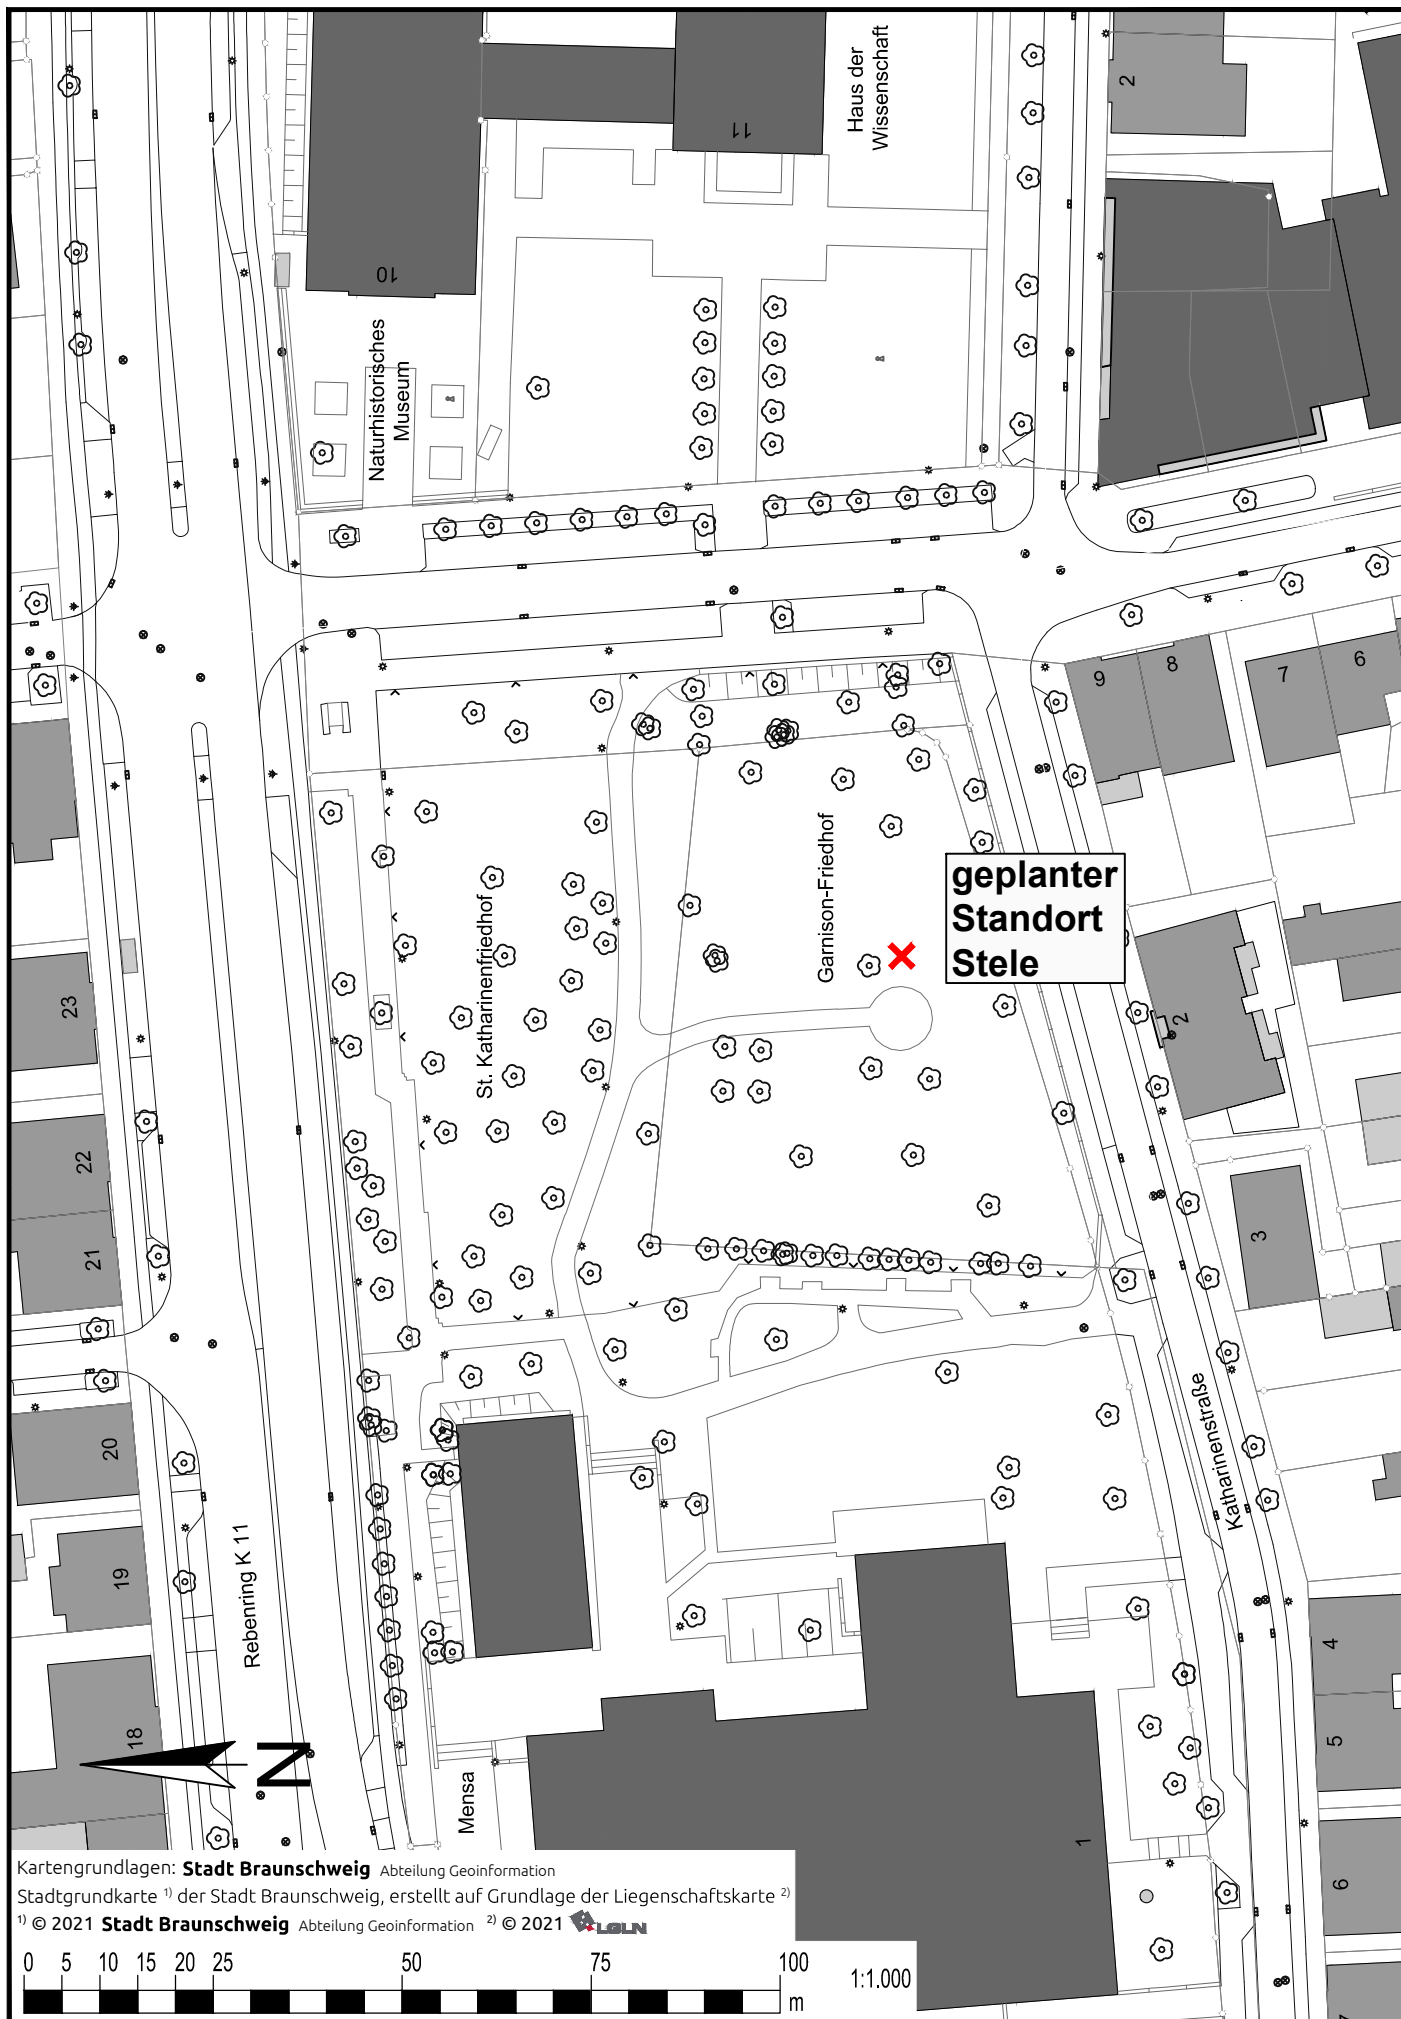 Haus der
Wissenschaft
2
11
10
Naturhistorisches
Museum
9
8
7
6
Garnison-Friedhof
geplanter
Standort
Stele
St. Katharinenfriedhof
23
2
22
21
3
20
Katharinenstraße
19
Rebenring K 11
4
18
N
5
Mensa
1
6
Kartengrundlagen: Stadt Braunschweig Abteilung Geoinformation
Stadtgrundkarte ¹⁾ der Stadt Braunschweig, erstellt auf Grundlage der Liegenschaftskarte ²⁾
¹⁾ © 2021 Stadt Braunschweig Abteilung Geoinformation ²⁾ © 2021 LGLN
0 5 10 15 20 25 50 75 100
m
1:1.000